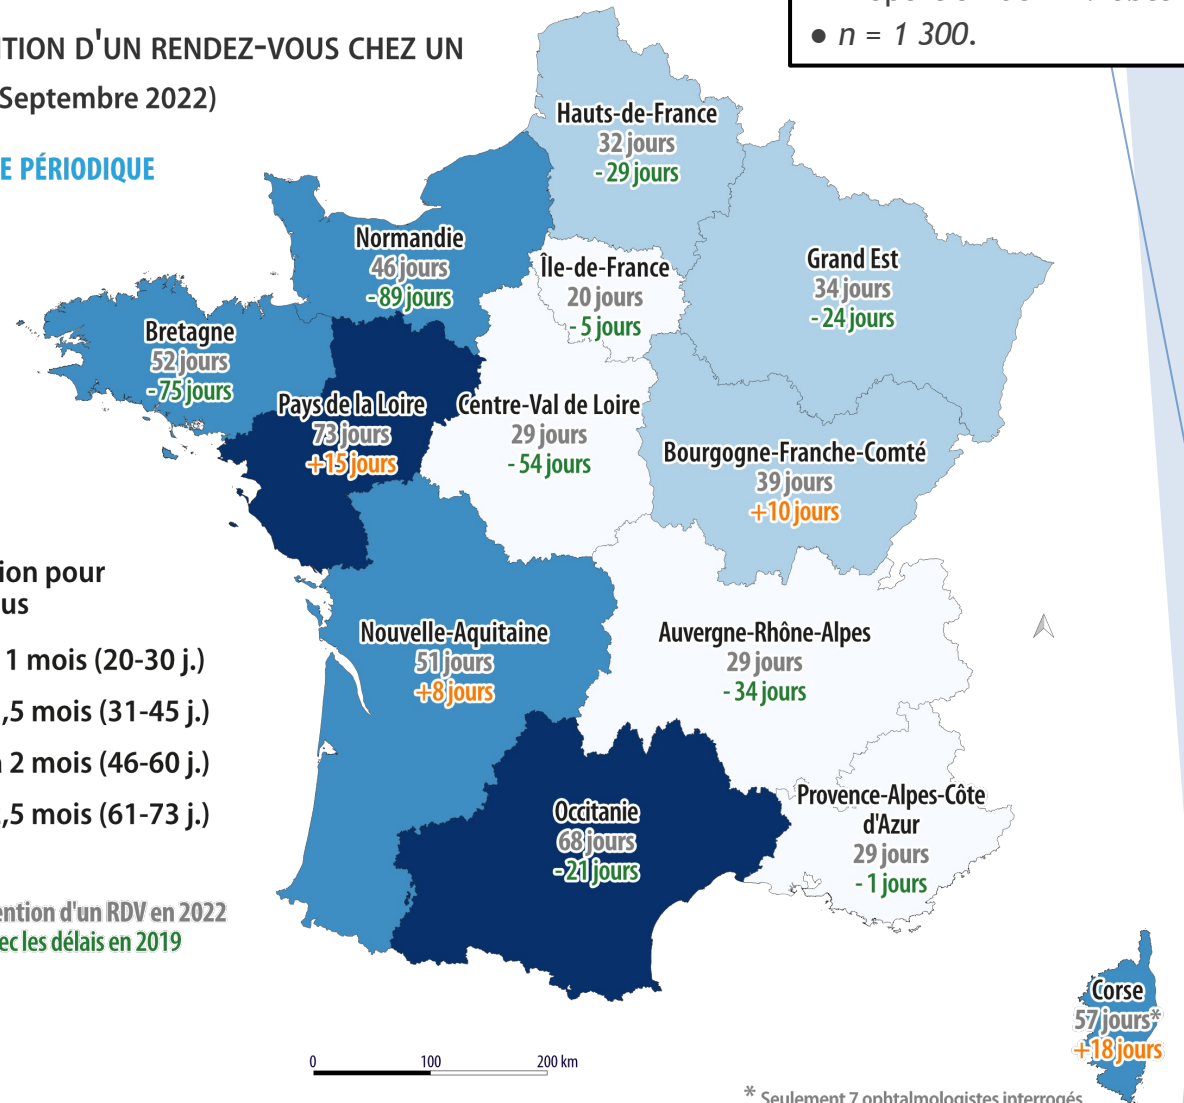 ● n = 1 300.
TION D'UN RENDEZ-VOUS CHEZ UN
Septembre 2022)
E PÉRIODIQUE
Hauts-de-France
32 jours
- 29 jours
Normandie
46 jours
- 89 jours
Île-de-France
20 jours
- 5 jours
Grand Est
34 jours
- 24 jours
Bretagne
52 jours
- 75 jours
Pays de la Loire
73 jours
+15 jours
Centre-Val de Loire
29 jours
- 54 jours
Bourgogne-Franche-Comté
39 jours
+10 jours
ion pour
us
1 mois (20-30 j.)
,5 mois (31-45 j.)
à 2 mois (46-60 j.)
,5 mois (61-73 j.)
Nouvelle-Aquitaine
51 jours
+8 jours
Auvergne-Rhône-Alpes
29 jours
- 34 jours
Occitanie
68 jours
- 21 jours
Provence-Alpes-Côte
d'Azur
29 jours
- 1 jours
ention d'un RDV en 2022
ec les délais en 2019
Corse
57 jours*
+18 jours
0 100 200 km
* Seulement 7 ophtalmologistes interrogés